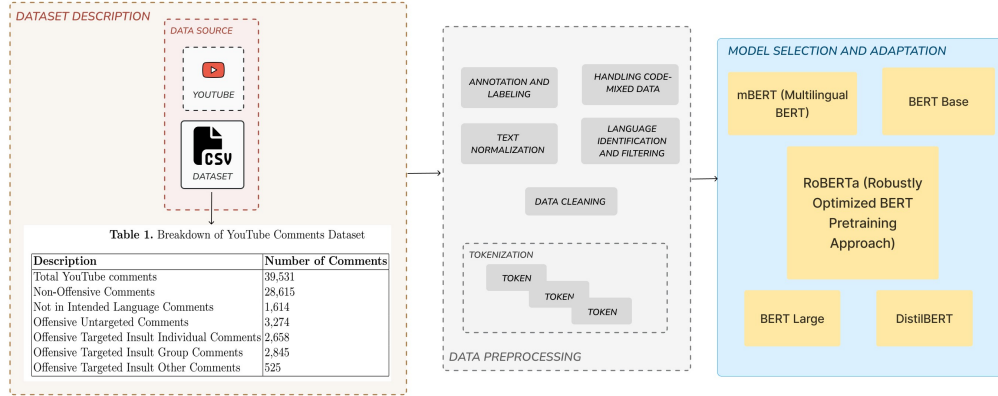 DATASET DESCRIPTION
DATA SOURCE
YOUTUBE
CSV
DATASET
Table 1. Breakdown of YouTube Comments Dataset
Description Number of Comments
Total YouTube comments 39,531
Non-Offensive Comments 28,615
Not in Intended Language Comments 1,614
Offensive Untargeted Comments 3,274
Offensive Targeted Insult Individual Comments 2,658
Offensive Targeted Insult Group Comments 2,845
Offensive Targeted Insult Other Comments 525
ANNOTATION AND
LABELING
HANDLING CODE-
MIXED DATA
TEXT
NORMALIZATION
LANGUAGE
IDENTIFICATION
AND FILTERING
DATA CLEANING
TOKENIZATION
TOKEN
TOKEN
TOKEN
DATA PREPROCESSING
MODEL SELECTION AND ADAPTATION
mBERT (Multilingual
BERT)
BERT Base
RoBERTa (Robustly
Optimized BERT
Pretraining
Approach)
BERT Large
DistilBERT